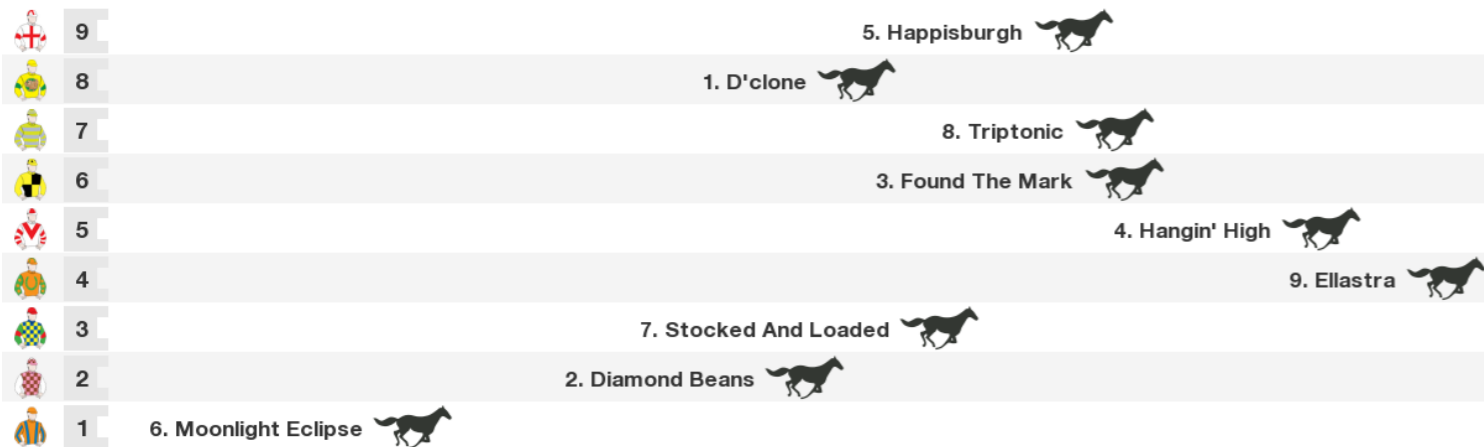 9 5. Happisburgh
8 1. D'clone
7 8. Triptonic
6 3. Found The Mark
5 4. Hangin' High
4 9. Ellastra
3 7. Stocked And Loaded
2 2. Diamond Beans
1 6. Moonlight Eclipse